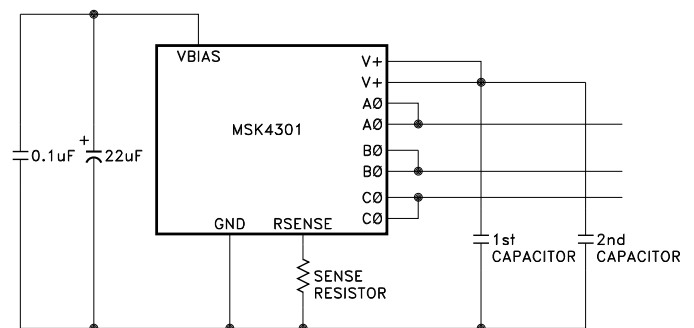 VBIAS
V+
V+
AØ
AØ
MSK4301
BØ
BØ
CØ
CØ
+
0.1uF
22uF
GND
RSENSE
SENSE
RESISTOR
1st
CAPACITOR
2nd
CAPACITOR